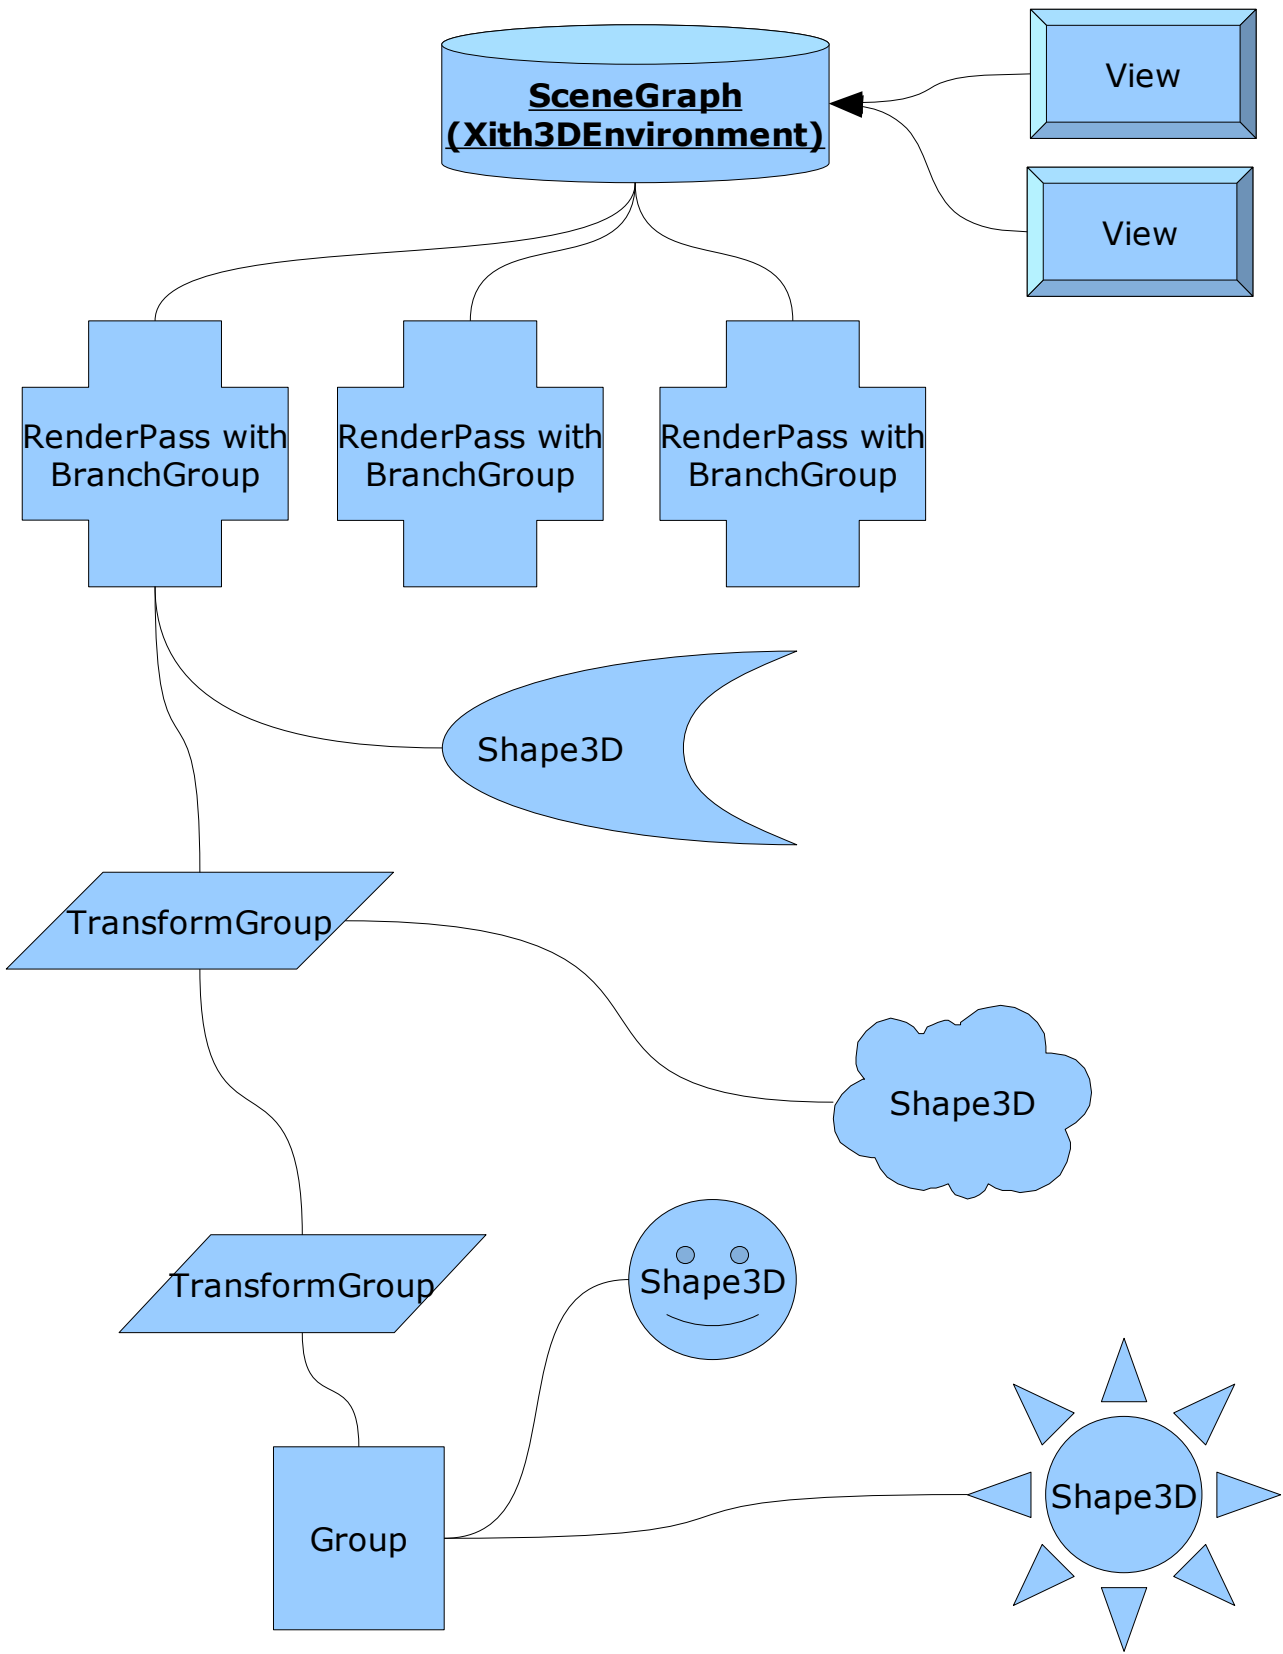 SceneGraph
(Xith3DEnvironment)
View
View
RenderPass with
BranchGroup
RenderPass with
BranchGroup
RenderPass with
BranchGroup
Shape3D
TransformGroup
Shape3D
TransformGroup
Shape3D
Shape3D
Group